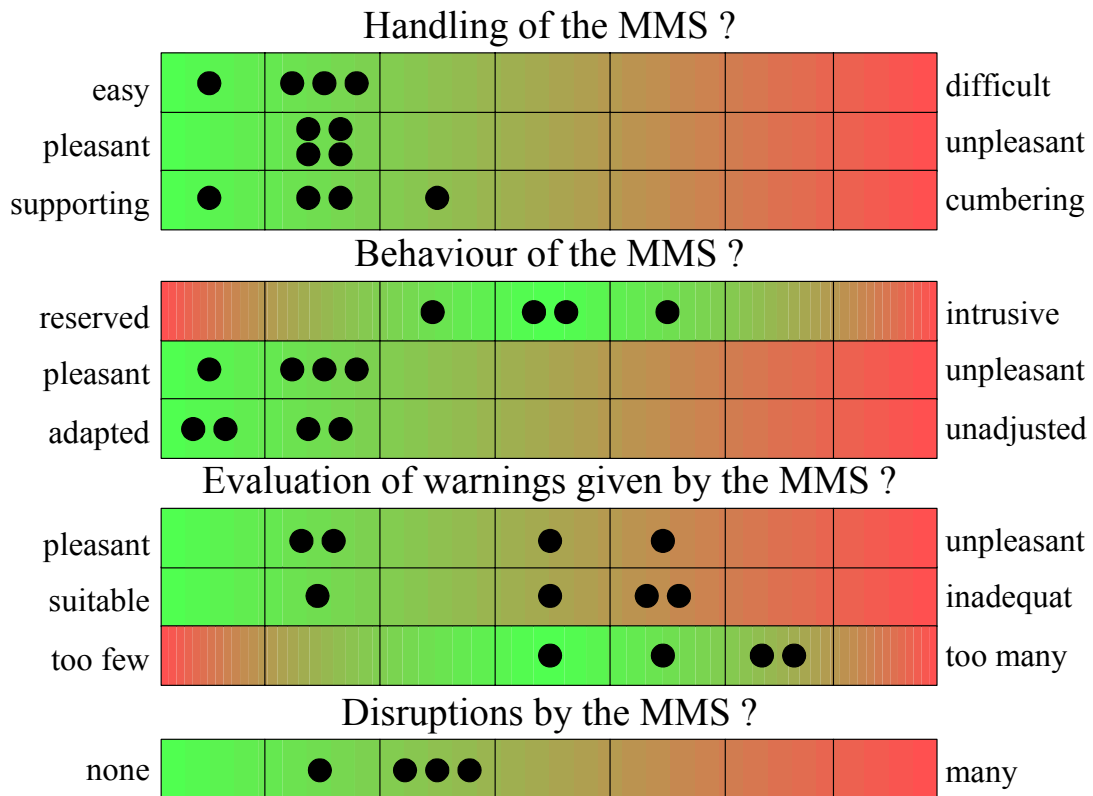 Handling of the MMS ?
easy difficult
pleasant unpleasant
supporting cumbering
Behaviour of the MMS ?
reserved intrusive
pleasant unpleasant
adapted unadjusted
Evaluation of warnings given by the MMS ?
pleasant unpleasant
suitable inadequat
too few too many
Disruptions by the MMS ?
none many